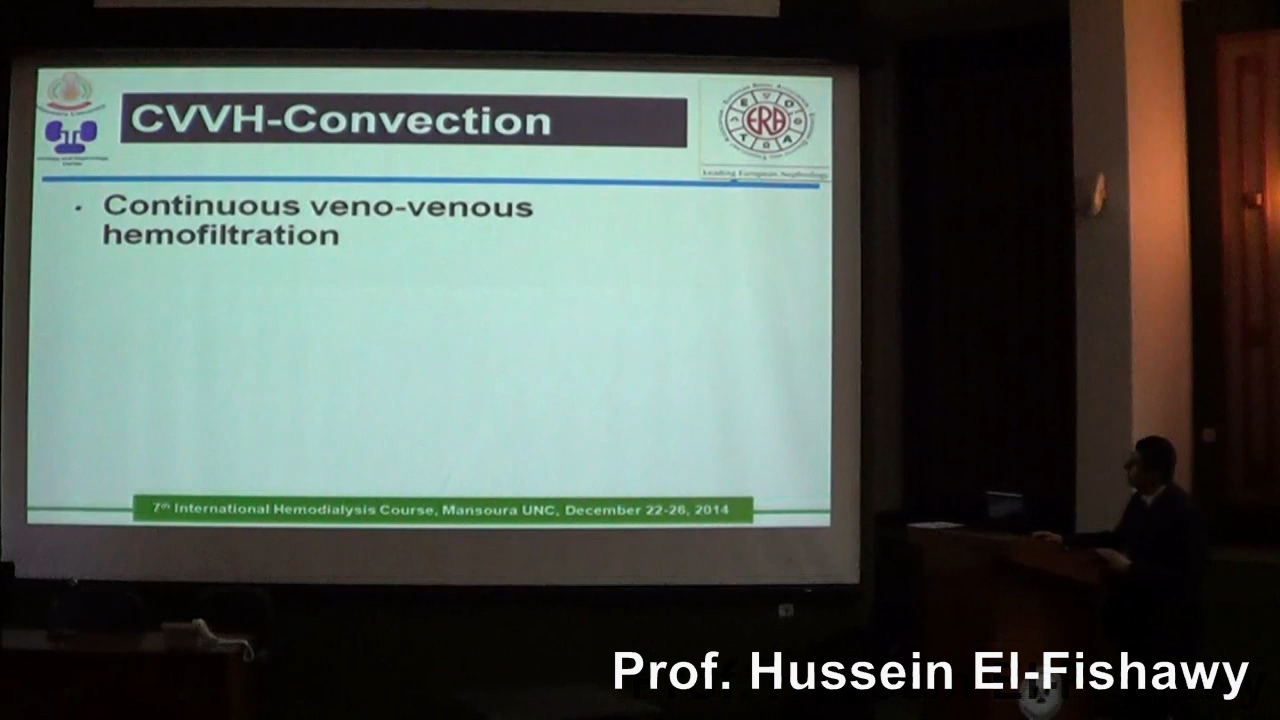 CVVH-Convection
ERA
Leading European Nephrology
• Continuous veno-venous
hemofiltration
7th International Hemodialysis Course, Mansoura UNC, December 22-26, 2014
Prof. Hussein El-Fishawy